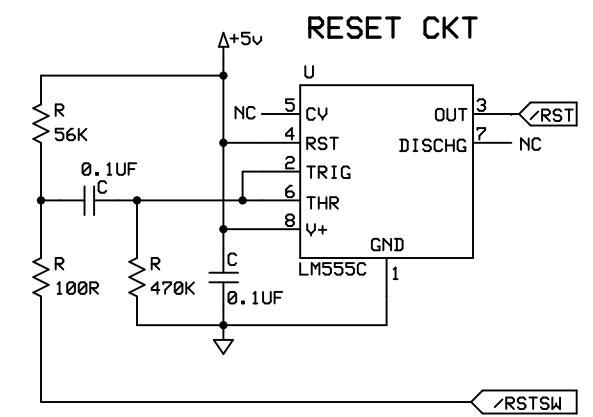 RESET CKT
+5v
U
R
56K
NC 5 CV
OUT 3 /RST
4 RST
DISCHG 7 NC
0.1UF
C
2 TRIG
6 THR
8 V+
GND
LM555C
1
R
100R
R
470K
C
0.1UF
/RSTSW